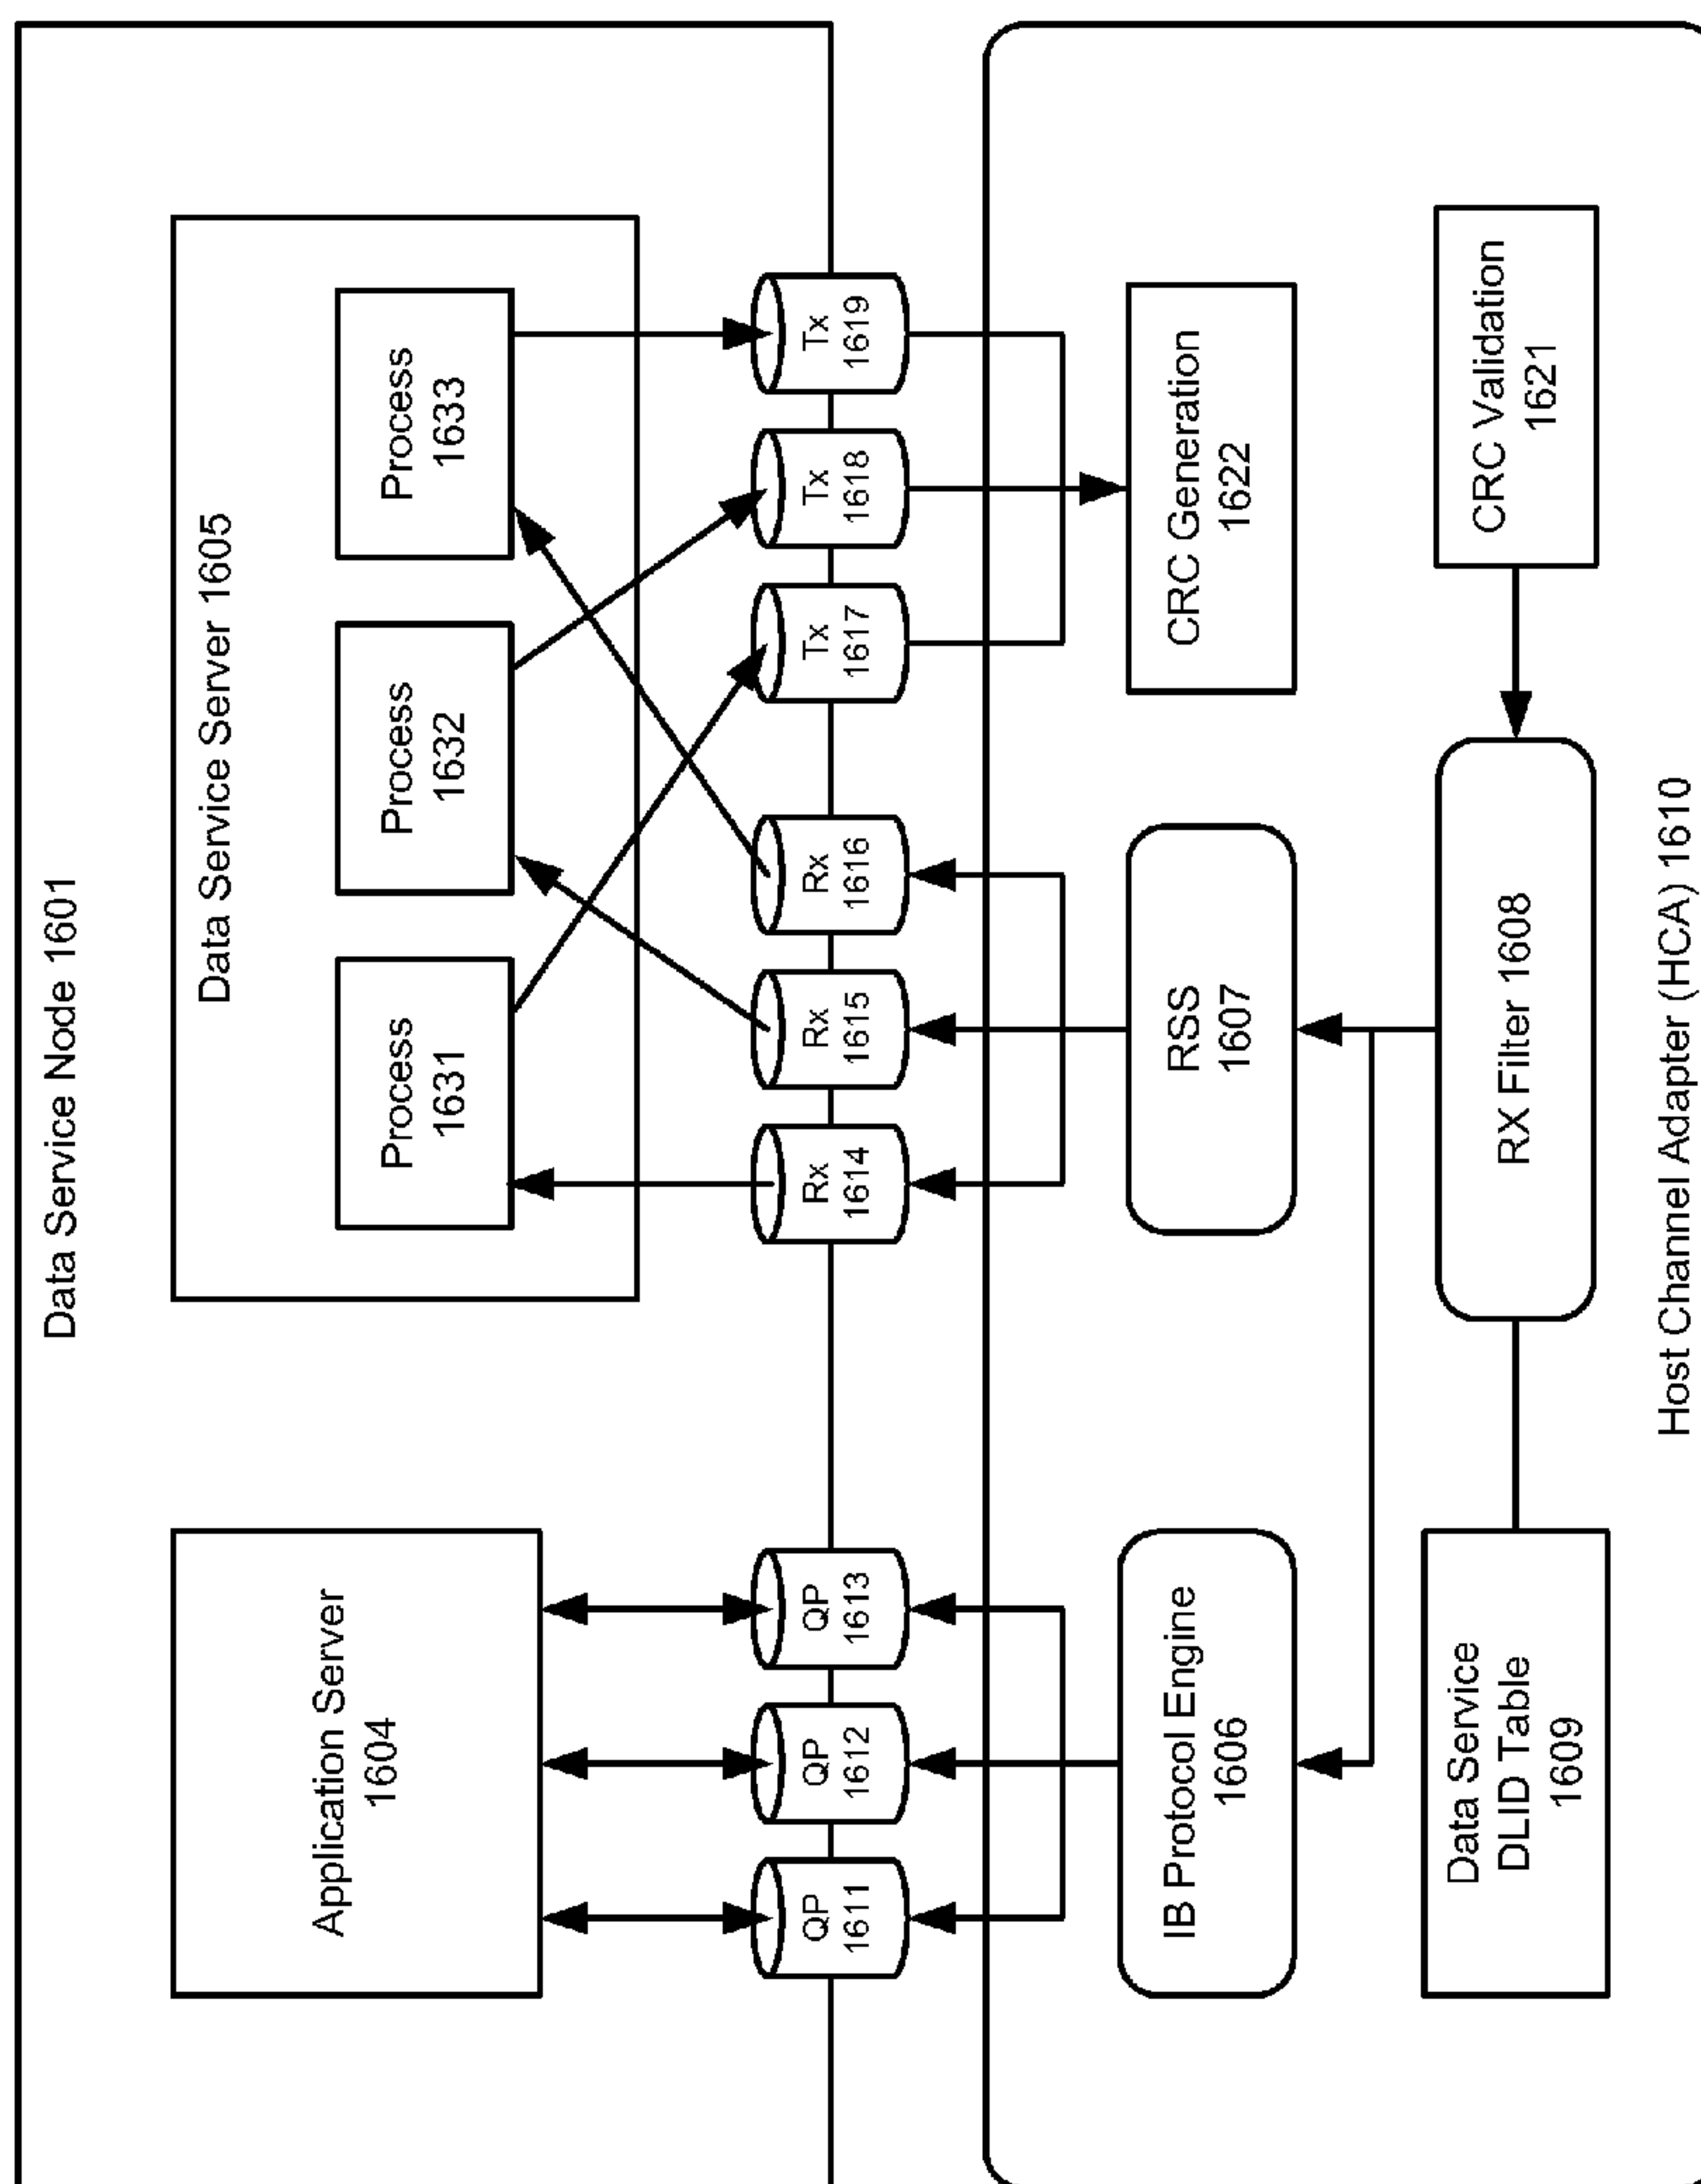 Data Service Node 1601
Application Server
1604
Data Service Server 1605
Process
1631
Process
1632
Process
1633
QP
1611
QP
1612
QP
1613
Rx
1614
Rx
1615
Rx
1616
Tx
1617
Tx
1618
Tx
1619
IB Protocol Engine
1606
RSS
1607
CRC Generation
1622
Data Service
DLID Table
1609
RX Filter 1608
CRC Validation
1621
Host Channel Adapter (HCA) 1610